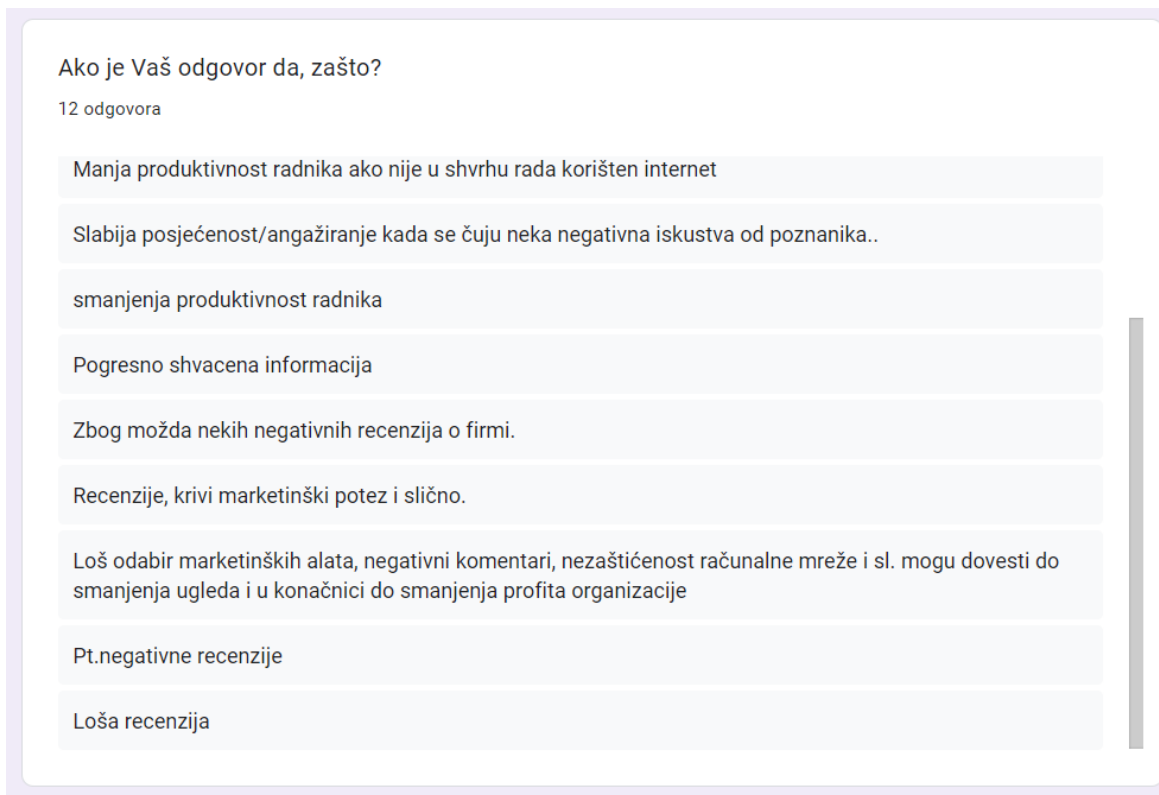 Ako je Vaš odgovor da, zašto?
12 odgovora
Manja produktivnost radnika ako nije u shvrhu rada korišten internet
Slabija posjećenost/angažiranje kada se čuju neka negativna iskustva od poznanika..
smanjenja produktivnost radnika
Pogresno shvacena informacija
Zbog možda nekih negativnih recenzija o firmi.
Recenzije, krivi marketinški potez i slično.
Loš odabir marketinških alata, negativni komentari, nezaštićenost računalne mreže i sl. mogu dovesti do
smanjenja ugleda i u konačnici do smanjenja profita organizacije
Pt.negativne recenzije
Loša recenzija